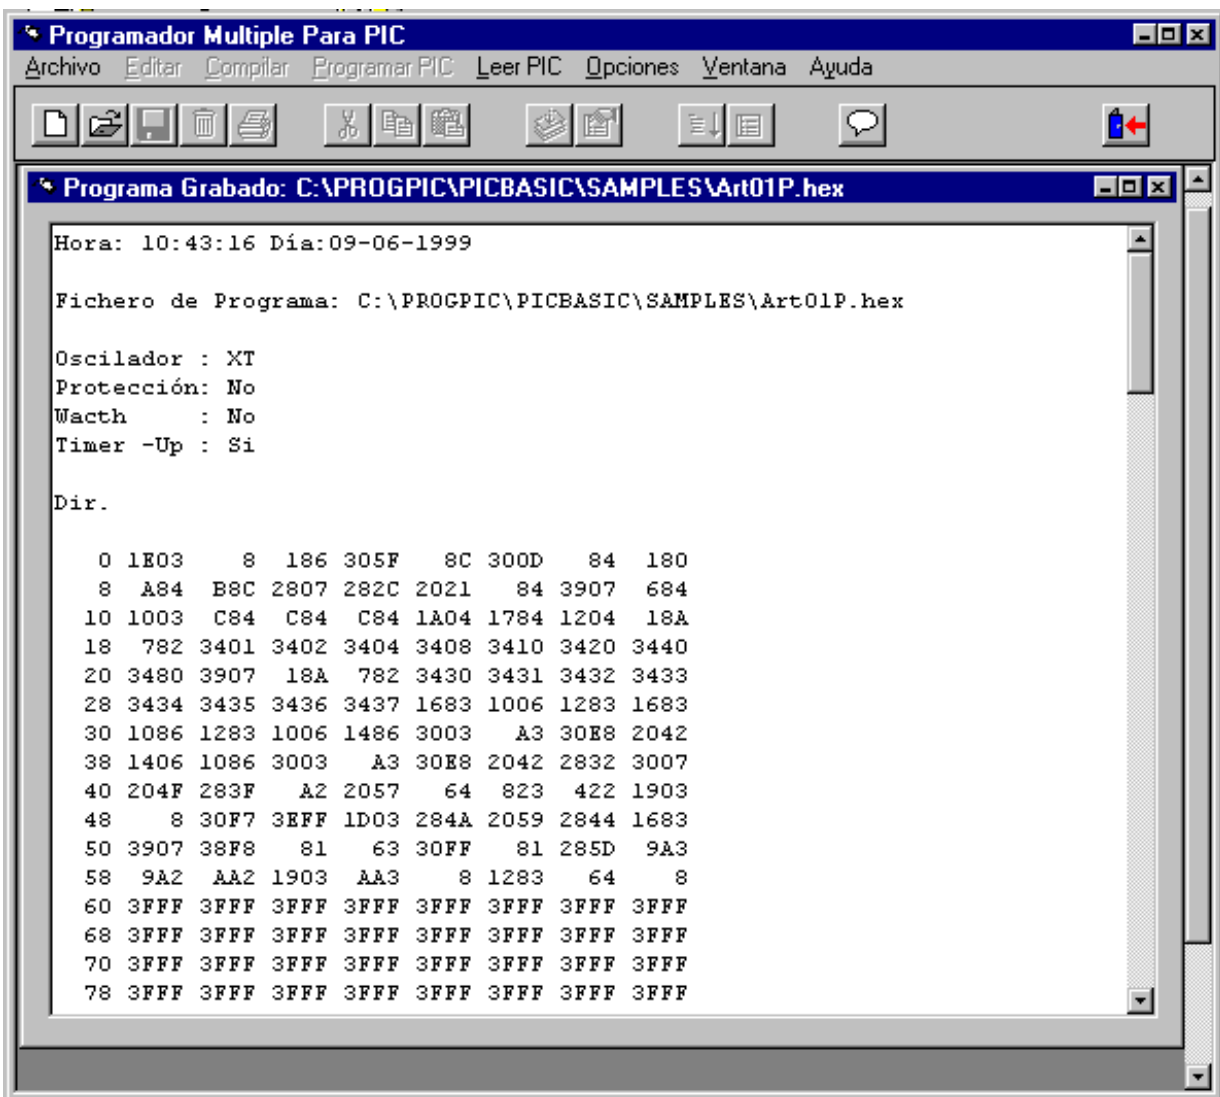 Programador Multiple Para PIC
Archivo Editar Compilar Programar PIC Leer PIC Opciones Ventana Ayuda
Programa Grabado: C:\PROGPIC\PICBASIC\SAMPLES\Art01P.hex
Hora: 10:43:16 Día:09-06-1999
Fichero de Programa: C:\PROGPIC\PICBASIC\SAMPLES\Art01P.hex
Oscilador : XT
Protección: No
Wacth : No
Timer -Up : Si
Dir.
0 1E03 8 186 305F 8C 300D 84 180
8 A84 B8C 2807 282C 2021 84 3907 684
10 1003 C84 C84 C84 1A04 1784 1204 18A
18 782 3401 3402 3404 3408 3410 3420 3440
20 3480 3907 18A 782 3430 3431 3432 3433
28 3434 3435 3436 3437 1683 1006 1283 1683
30 1086 1283 1006 1486 3003 A3 30E8 2042
38 1406 1086 3003 A3 30E8 2042 2832 3007
40 204F 283F A2 2057 64 823 422 1903
48 8 30F7 3EFF 1D03 284A 2059 2844 1683
50 3907 38F8 81 63 30FF 81 285D 9A3
58 9A2 AA2 1903 AA3 8 1283 64 8
60 3FFF 3FFF 3FFF 3FFF 3FFF 3FFF 3FFF 3FFF
68 3FFF 3FFF 3FFF 3FFF 3FFF 3FFF 3FFF 3FFF
70 3FFF 3FFF 3FFF 3FFF 3FFF 3FFF 3FFF 3FFF
78 3FFF 3FFF 3FFF 3FFF 3FFF 3FFF 3FFF 3FFF